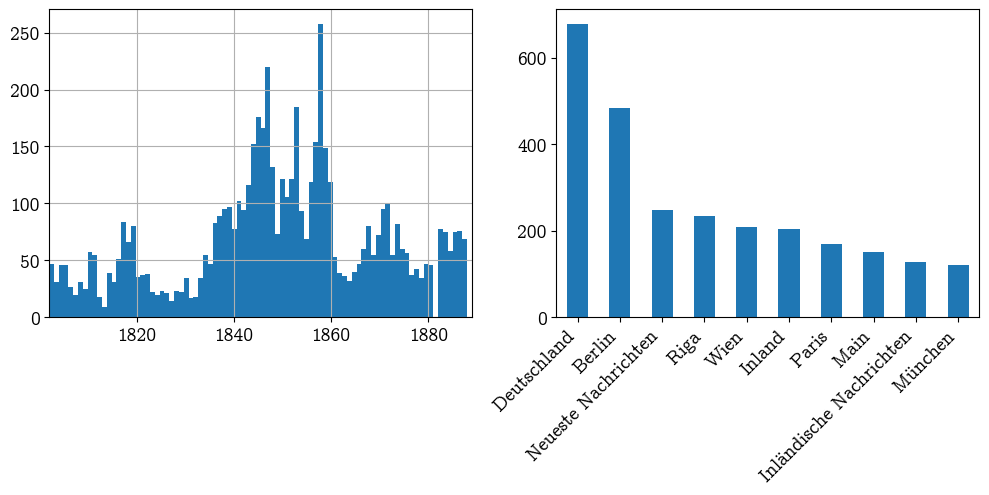 250
200
150
100
50
0
1820 1840 1860 1880
600
400
200
0
Deutschland
Berlin
Neueste Nachrichten
Riga
Wien
Inland
Paris
Main
Inländische Nachrichten
München